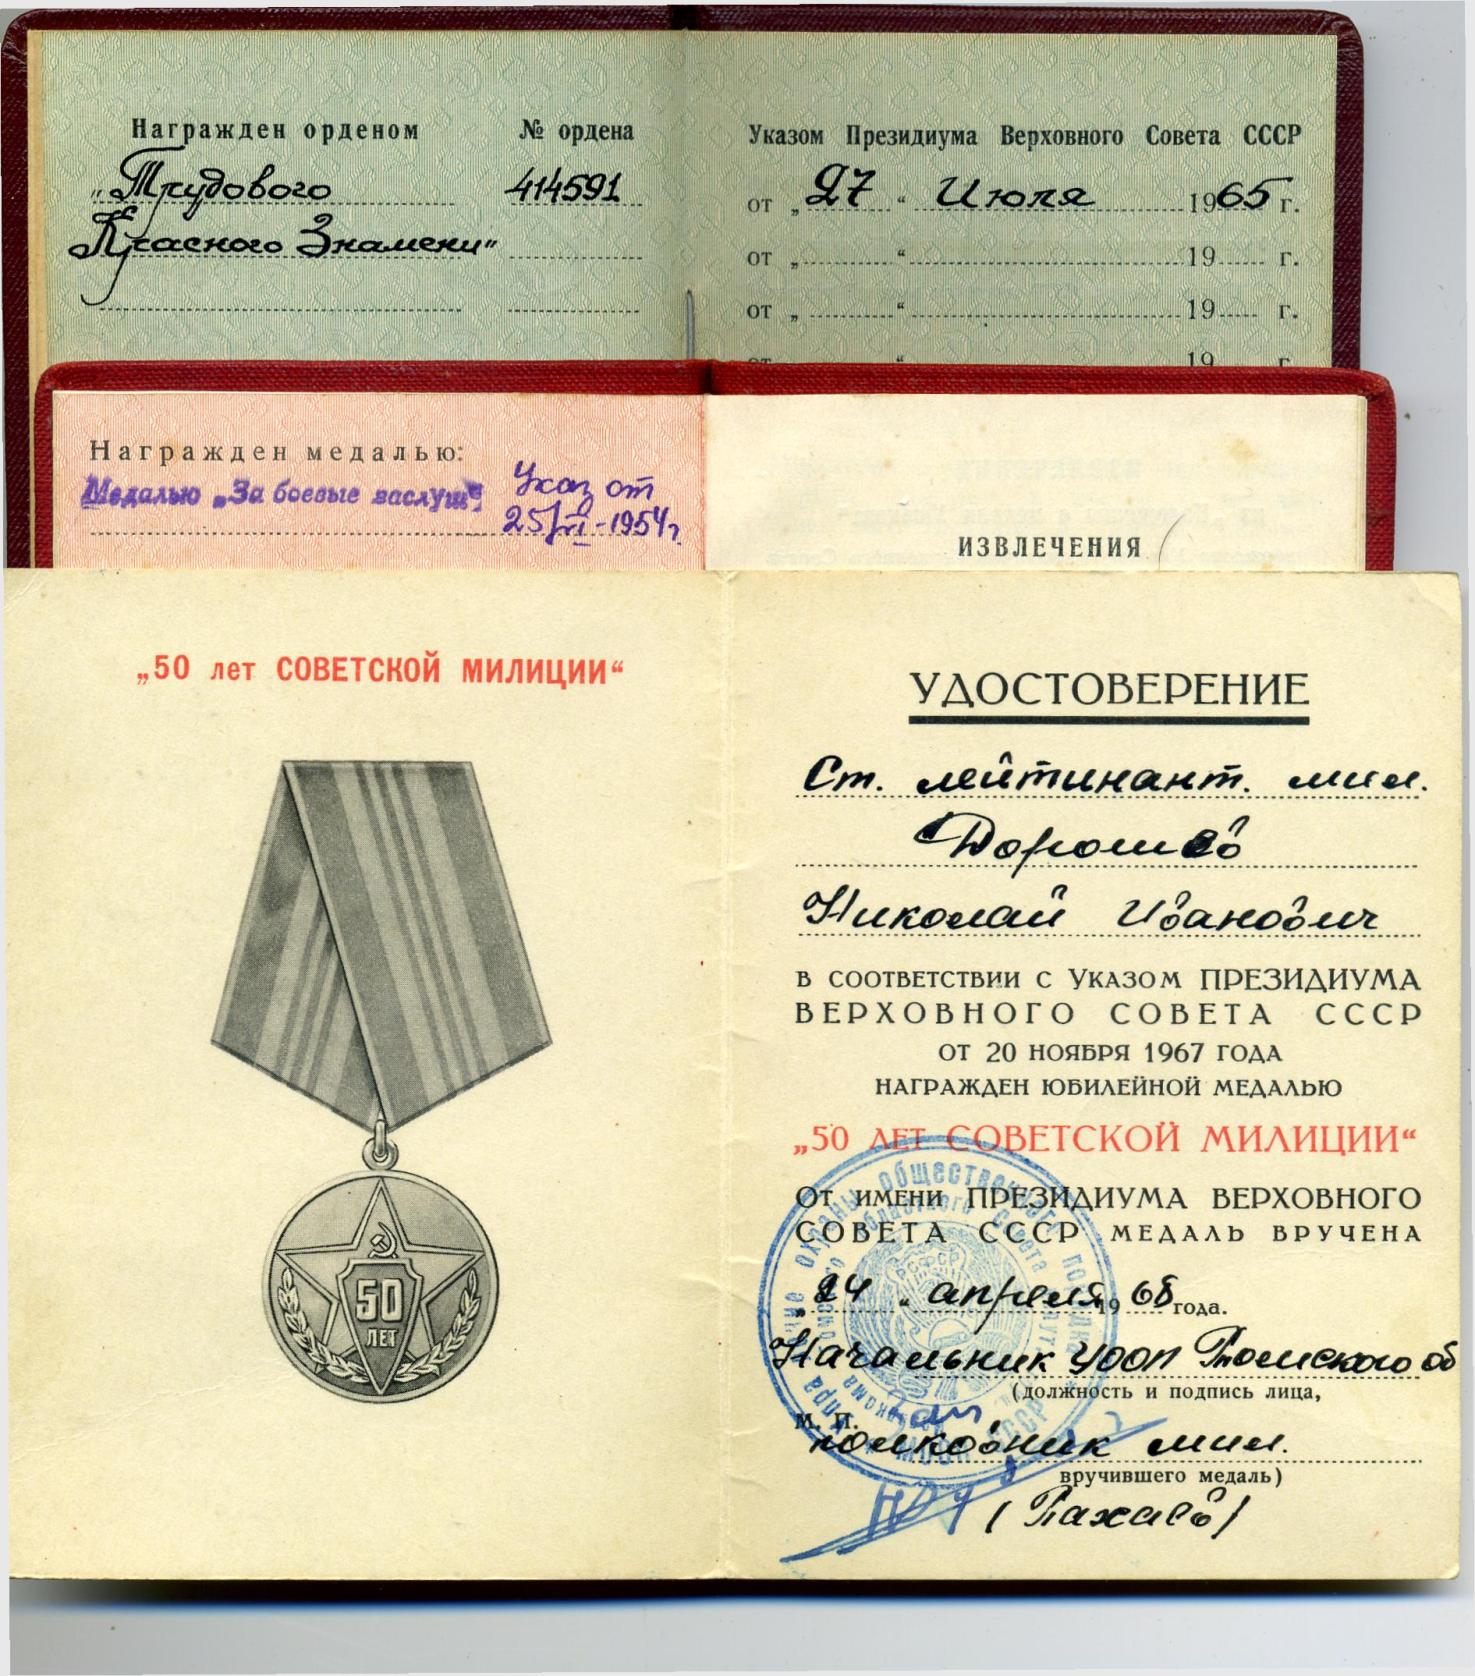 Награжден орденом № ордена
„Трудового 414591
Красного Знамени"
Указом Президиума Верховного Совета СССР
от „27“ Июля 1965 г.
от „ “ 19 г.
от „ “ 19 г.
от „ “ 19 г.
Награжден медалью:
Медалью „За боевые заслуги" Указ от
25/VI-1954г.
ИЗВЛЕЧЕНИЯ
„50 лет СОВЕТСКОЙ МИЛИЦИИ“
50
ЛЕТ
УДОСТОВЕРЕНИЕ
Ст. лейтинант. мил.
Николай Иванович
В СООТВЕТСТВИИ С УКАЗОМ ПРЕЗИДИУМА
ВЕРХОВНОГО СОВЕТА СССР
ОТ 20 НОЯБРЯ 1967 ГОДА
НАГРАЖДЕН ЮБИЛЕЙНОЙ МЕДАЛЬЮ
„50 ЛЕТ СОВЕТСКОЙ МИЛИЦИИ“
ОТ ИМЕНИ ПРЕЗИДИУМА ВЕРХОВНОГО
СОВЕТА СССР МЕДАЛЬ ВРУЧЕНА
„24“ апреля 1968 года.
Начальник УООП Томского об
(должность и подпись лица,
М. П.
полковник мил.
вручившего медаль)